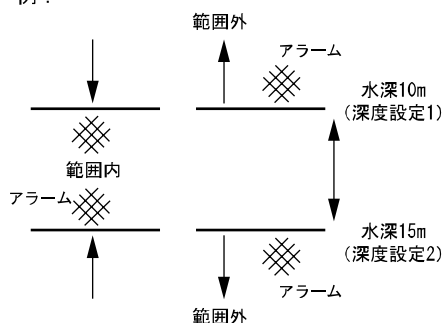 範囲外
アラーム
水深10m
(深度設定1)
範囲内
アラーム
水深15m
(深度設定2)
アラーム
範囲外